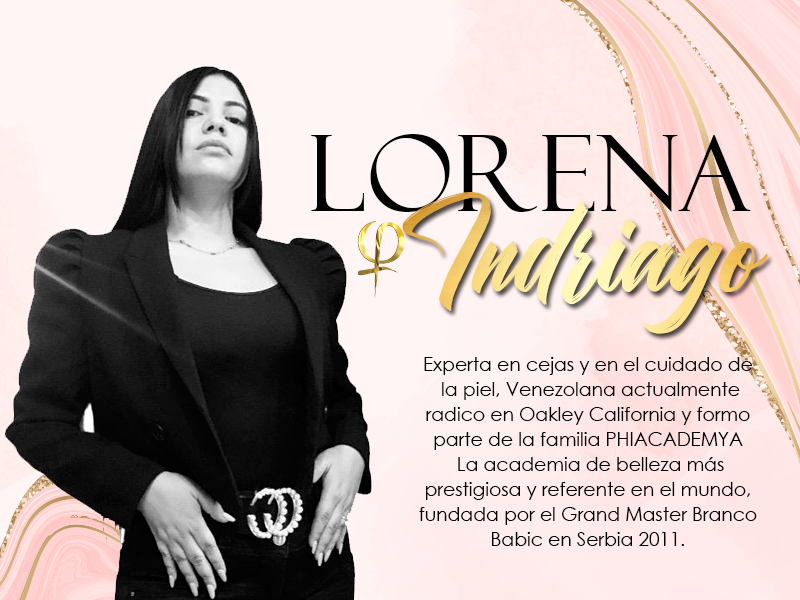 LORENA
φ Indriago
Experta en cejas y en el cuidado de
la piel, Venezolana actualmente
radico en Oakley California y formo
parte de la familia PHIACADEMYA
La academia de belleza más
prestigiosa y referente en el mundo,
fundada por el Grand Master Branco
Babic en Serbia 2011.